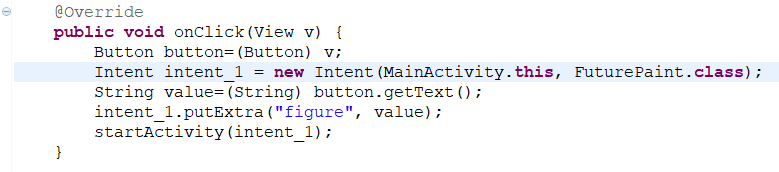 @Override
public void onClick(View v) {
Button button=(Button) v;
Intent intent_1 = new Intent(MainActivity.this, FuturePaint.class);
String value=(String) button.getText();
intent_1.putExtra("figure", value);
startActivity(intent_1);
}